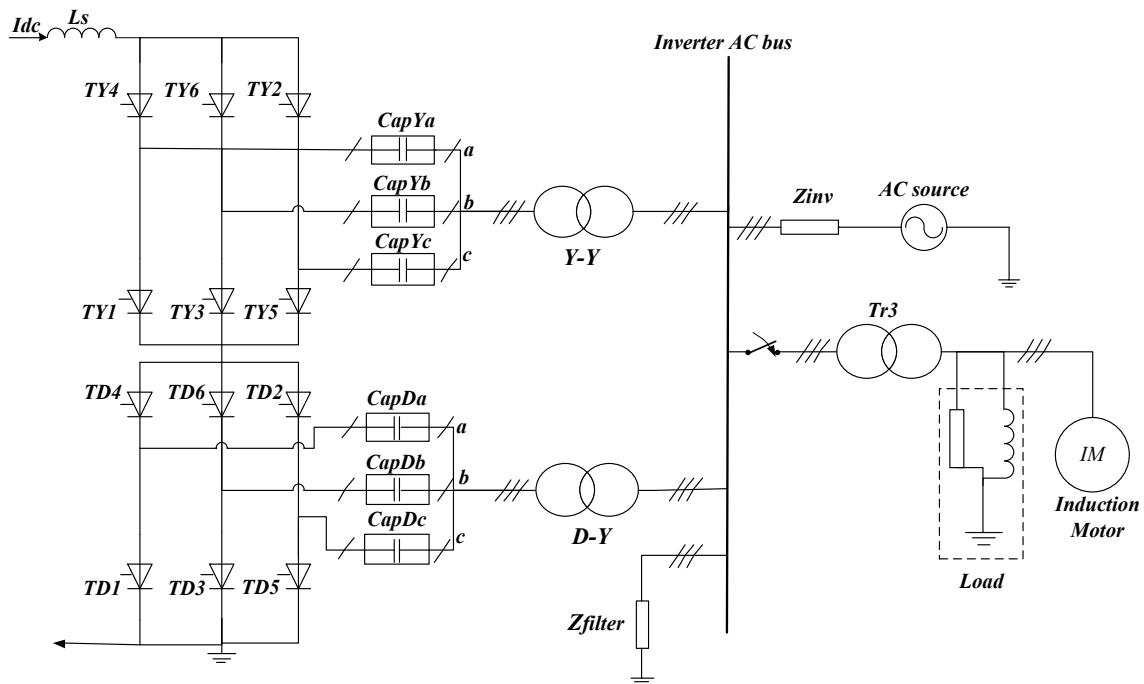 Idc
Ls
Inverter AC bus
TY4
TY6
TY2
CapYa
a
CapYb
b
CapYc
c
Y-Y
Zinv
AC source
TY1
TY3
TY5
Tr3
TD4
TD6
TD2
CapDa
a
CapDb
b
CapDc
c
D-Y
IM
Induction
Motor
Load
TD1
TD3
TD5
Zfilter